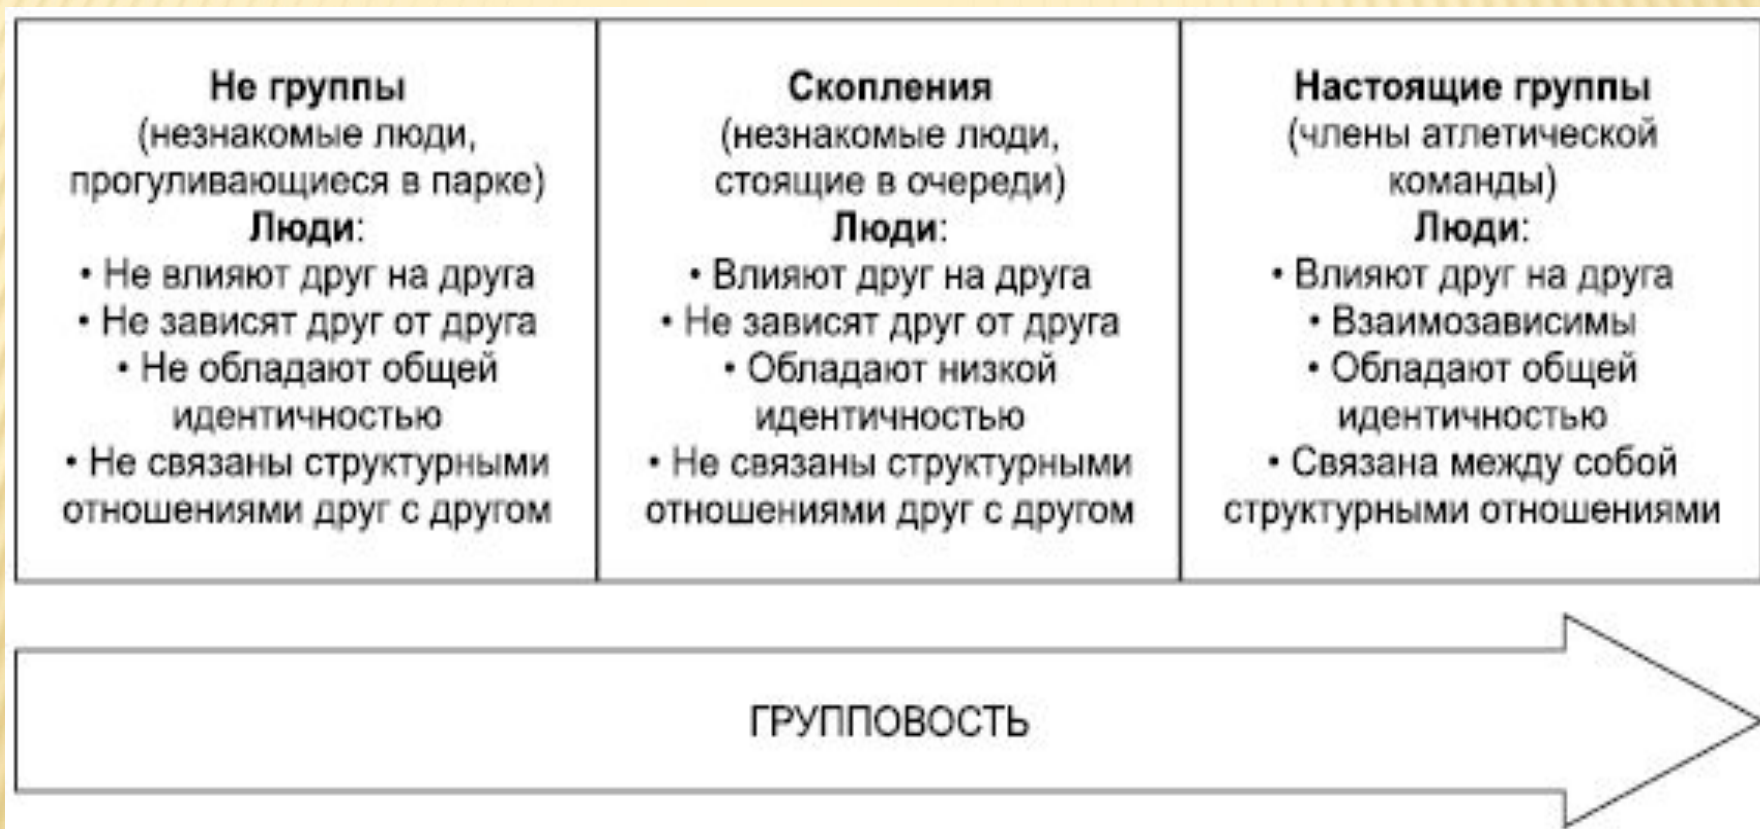 Не группы
(незнакомые люди,
прогуливающиеся в парке)
Люди:
• Не влияют друг на друга
• Не зависят друг от друга
• Не обладают общей
идентичностью
• Не связаны структурными
отношениями друг с другом
Скопления
(незнакомые люди,
стоящие в очереди)
Люди:
• Влияют друг на друга
• Не зависят друг от друга
• Обладают низкой
идентичностью
• Не связаны структурными
отношениями друг с другом
Настоящие группы
(члены атлетической
команды)
Люди:
• Влияют друг на друга
• Взаимозависимы
• Обладают общей
идентичностью
• Связана между собой
структурными отношениями
ГРУППОВОСТЬ